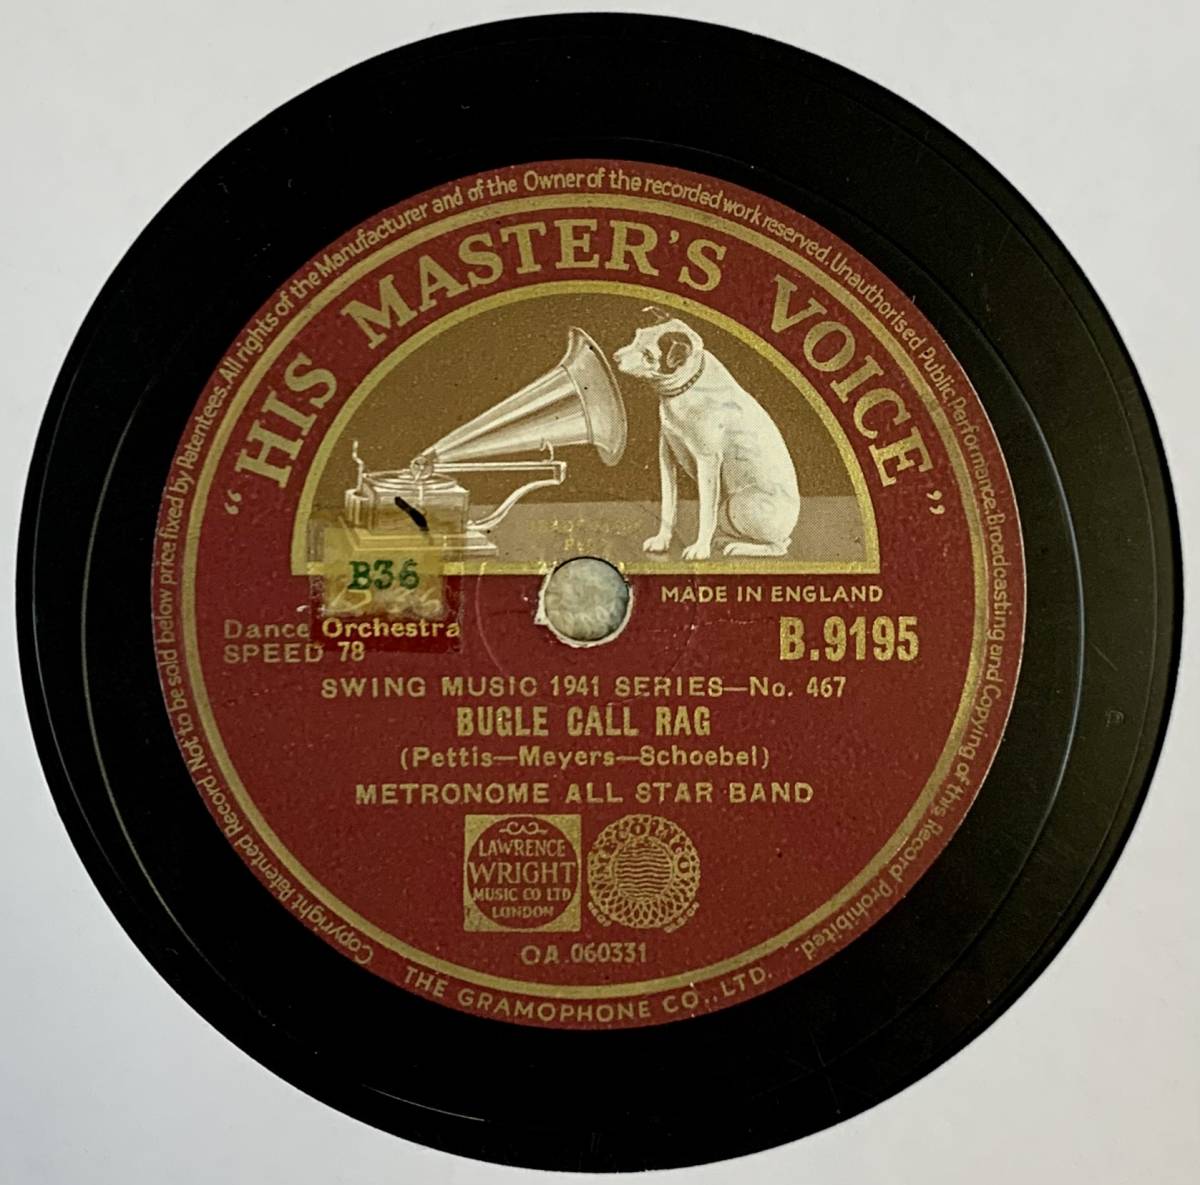 Copyright Patented Record. Not to be sold below price fixed by Patentees. All rights of the Manufacturer and of the Owner of the recorded work reserved. Unauthorised Public Performance. Broadcasting and Copying of this Record Prohibited.
“HIS MASTER'S VOICE”
B36
MADE IN ENGLAND
Dance Orchestra
B.9195
SPEED 78
SWING MUSIC 1941 SERIES—No. 467
BUGLE CALL RAG
(Pettis—Meyers—Schoebel)
METRONOME ALL STAR BAND
LAWRENCE
WRIGHT
MUSIC CO LTD
LONDON
OA.060331
THE GRAMOPHONE CO., LTD.